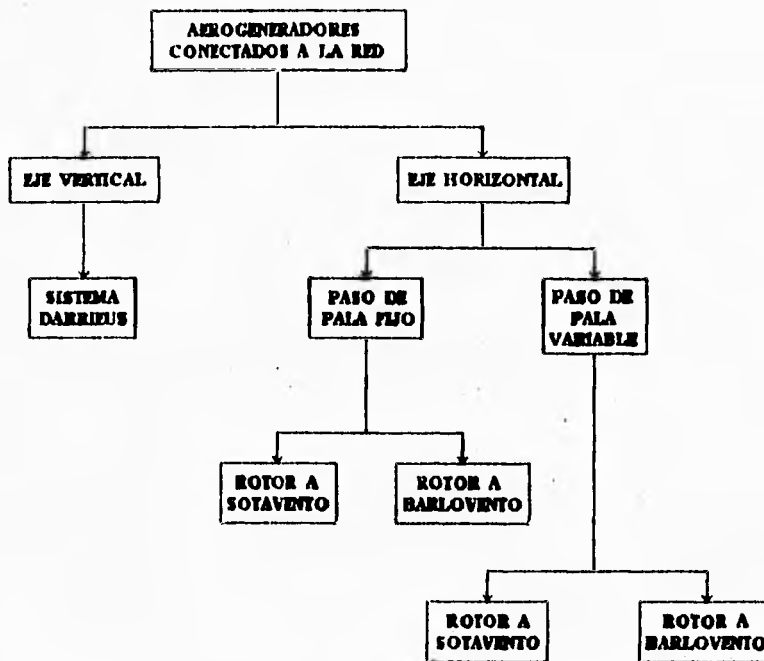 AEROGENERADORES
CONECTADOS A LA RED
EJE VERTICAL
EJE HORIZONTAL
SISTEMA
DARRIEUS
PASO DE
PALA FIJO
PASO DE
PALA
VARIABLE
ROTOR A
SOTAVENTO
ROTOR A
BARLOVENTO
ROTOR A
SOTAVENTO
ROTOR A
BARLOVENTO